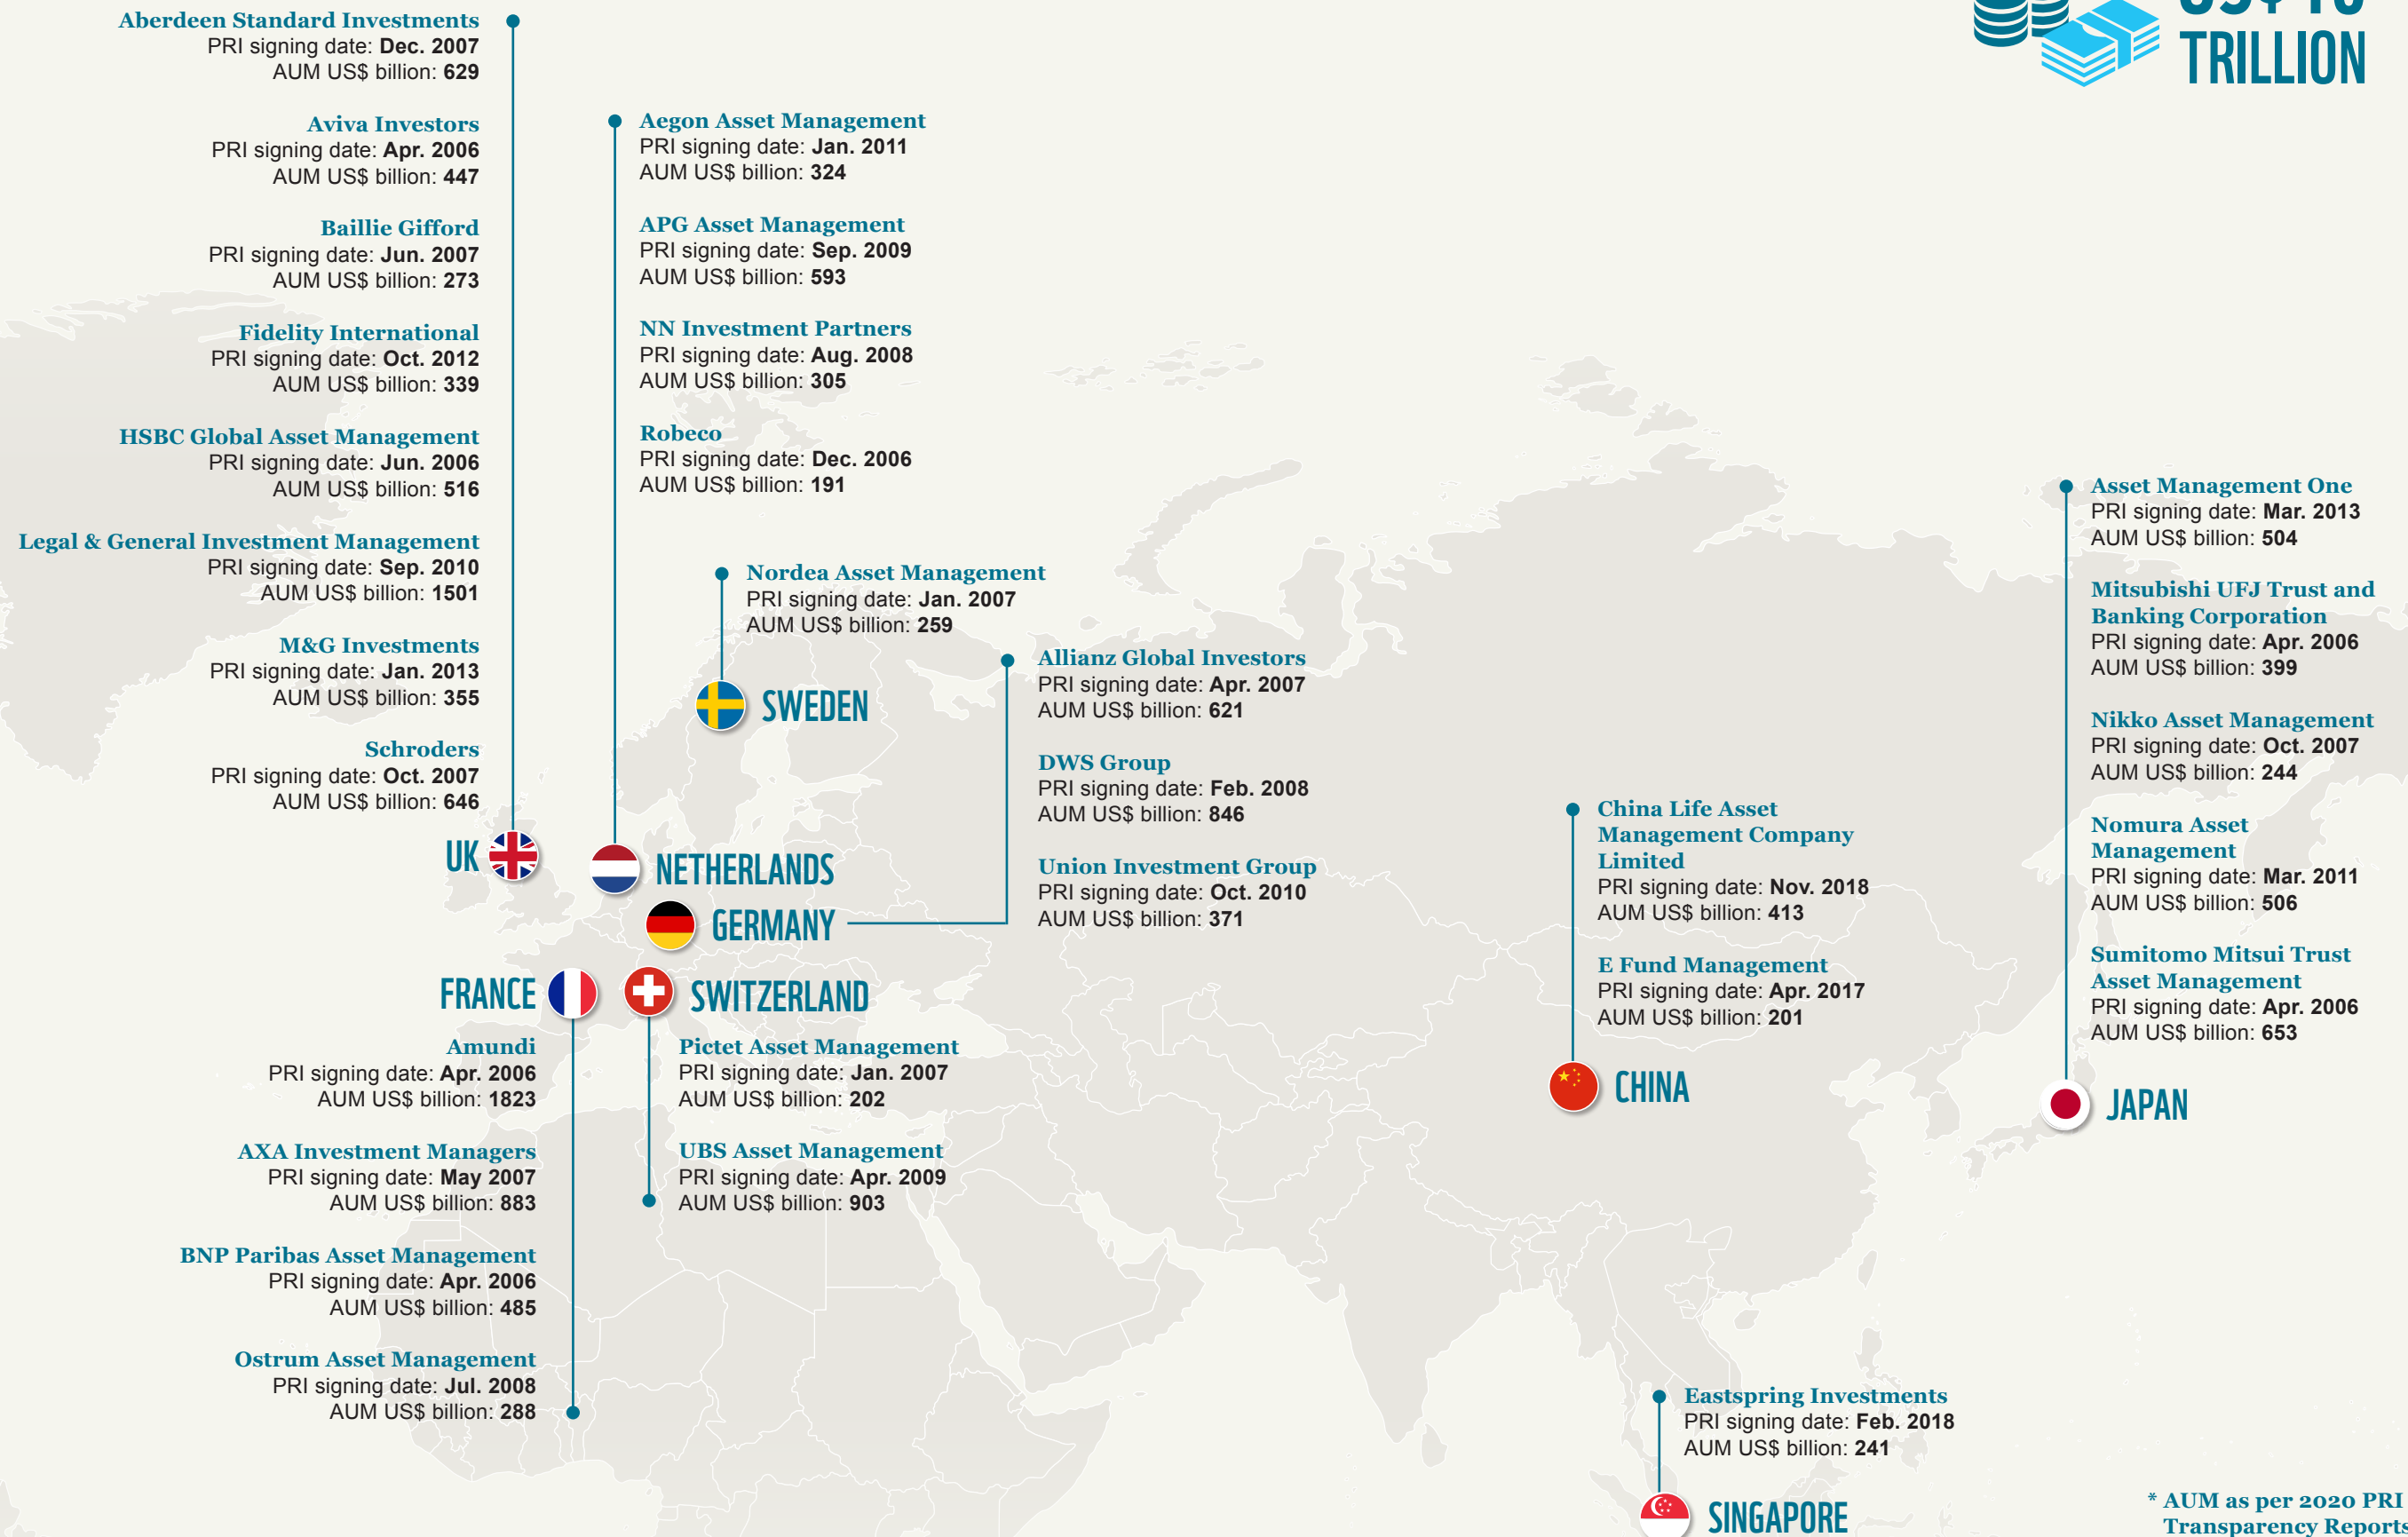 TRILLION
Aberdeen Standard Investments
PRI signing date: Dec. 2007
AUM US$ billion: 629
Aviva Investors
PRI signing date: Apr. 2006
AUM US$ billion: 447
Baillie Gifford
PRI signing date: Jun. 2007
AUM US$ billion: 273
Fidelity International
PRI signing date: Oct. 2012
AUM US$ billion: 339
HSBC Global Asset Management
PRI signing date: Jun. 2006
AUM US$ billion: 516
Legal & General Investment Management
PRI signing date: Sep. 2010
AUM US$ billion: 1501
M&G Investments
PRI signing date: Jan. 2013
AUM US$ billion: 355
Schroders
PRI signing date: Oct. 2007
AUM US$ billion: 646
UK
Aegon Asset Management
PRI signing date: Jan. 2011
AUM US$ billion: 324
APG Asset Management
PRI signing date: Sep. 2009
AUM US$ billion: 593
NN Investment Partners
PRI signing date: Aug. 2008
AUM US$ billion: 305
Robeco
PRI signing date: Dec. 2006
AUM US$ billion: 191
NETHERLANDS
Nordea Asset Management
PRI signing date: Jan. 2007
AUM US$ billion: 259
SWEDEN
Allianz Global Investors
PRI signing date: Apr. 2007
AUM US$ billion: 621
DWS Group
PRI signing date: Feb. 2008
AUM US$ billion: 846
Union Investment Group
PRI signing date: Oct. 2010
AUM US$ billion: 371
GERMANY
FRANCE
Amundi
PRI signing date: Apr. 2006
AUM US$ billion: 1823
AXA Investment Managers
PRI signing date: May 2007
AUM US$ billion: 883
BNP Paribas Asset Management
PRI signing date: Apr. 2006
AUM US$ billion: 485
Ostrum Asset Management
PRI signing date: Jul. 2008
AUM US$ billion: 288
SWITZERLAND
Pictet Asset Management
PRI signing date: Jan. 2007
AUM US$ billion: 202
UBS Asset Management
PRI signing date: Apr. 2009
AUM US$ billion: 903
China Life Asset
Management Company
Limited
PRI signing date: Nov. 2018
AUM US$ billion: 413
E Fund Management
PRI signing date: Apr. 2017
AUM US$ billion: 201
CHINA
Asset Management One
PRI signing date: Mar. 2013
AUM US$ billion: 504
Mitsubishi UFJ Trust and
Banking Corporation
PRI signing date: Apr. 2006
AUM US$ billion: 399
Nikko Asset Management
PRI signing date: Oct. 2007
AUM US$ billion: 244
Nomura Asset
Management
PRI signing date: Mar. 2011
AUM US$ billion: 506
Sumitomo Mitsui Trust
Asset Management
PRI signing date: Apr. 2006
AUM US$ billion: 653
JAPAN
Eastspring Investments
PRI signing date: Feb. 2018
AUM US$ billion: 241
SINGAPORE
* AUM as per 2020 PRI
Transparency Reports